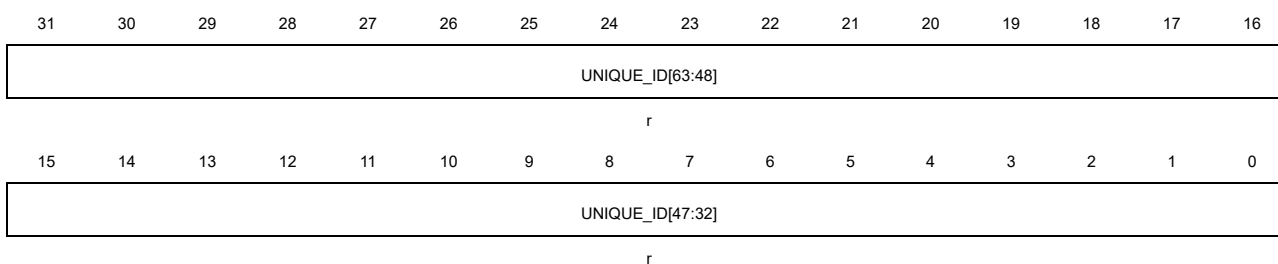 31 30 29 28 27 26 25 24 23 22 21 20 19 18 17 16
UNIQUE_ID[63:48]
r
15 14 13 12 11 10 9 8 7 6 5 4 3 2 1 0
UNIQUE_ID[47:32]
r